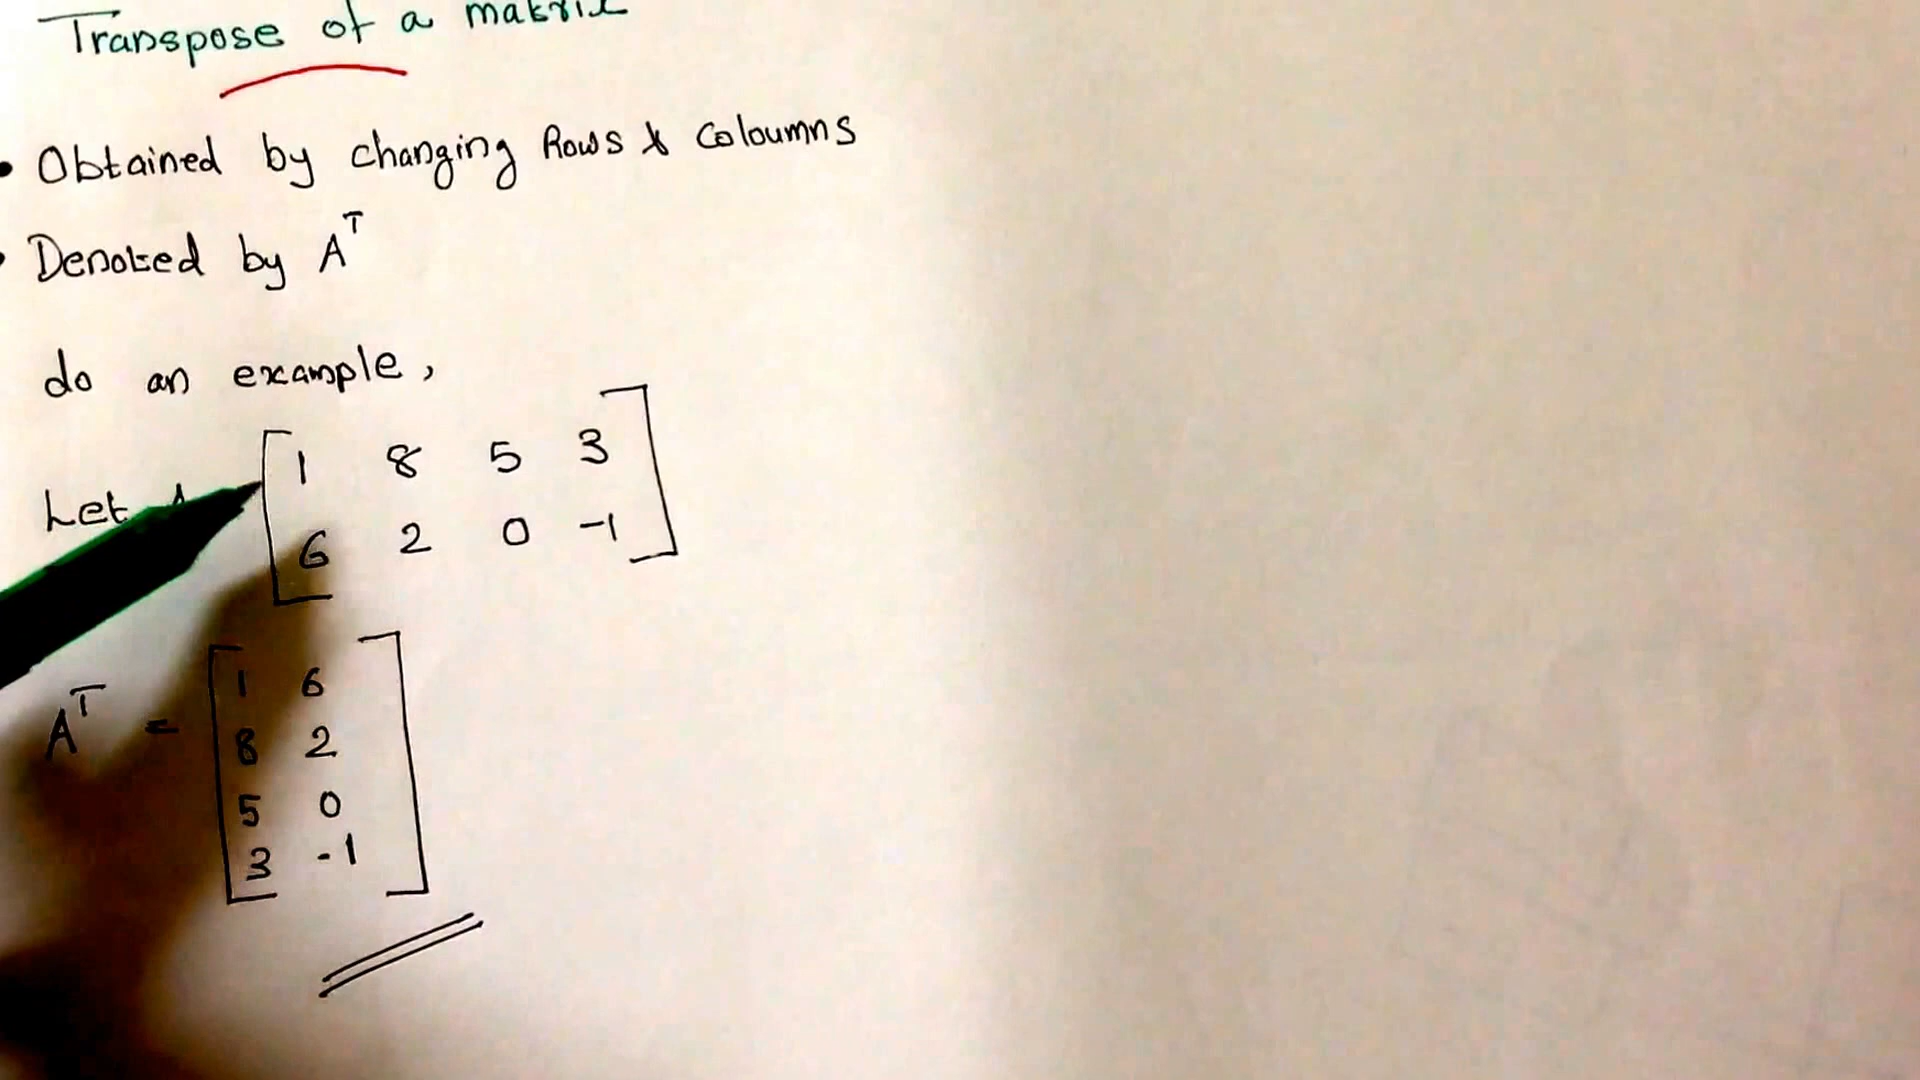 Transpose of a matrix
• Obtained by changing Rows & Coloumns
• Denoted by A^T
do an example,
Let A
[1 8 5 3
6 2 0 -1]
A^T = [1 6
8 2
5 0
3 -1]